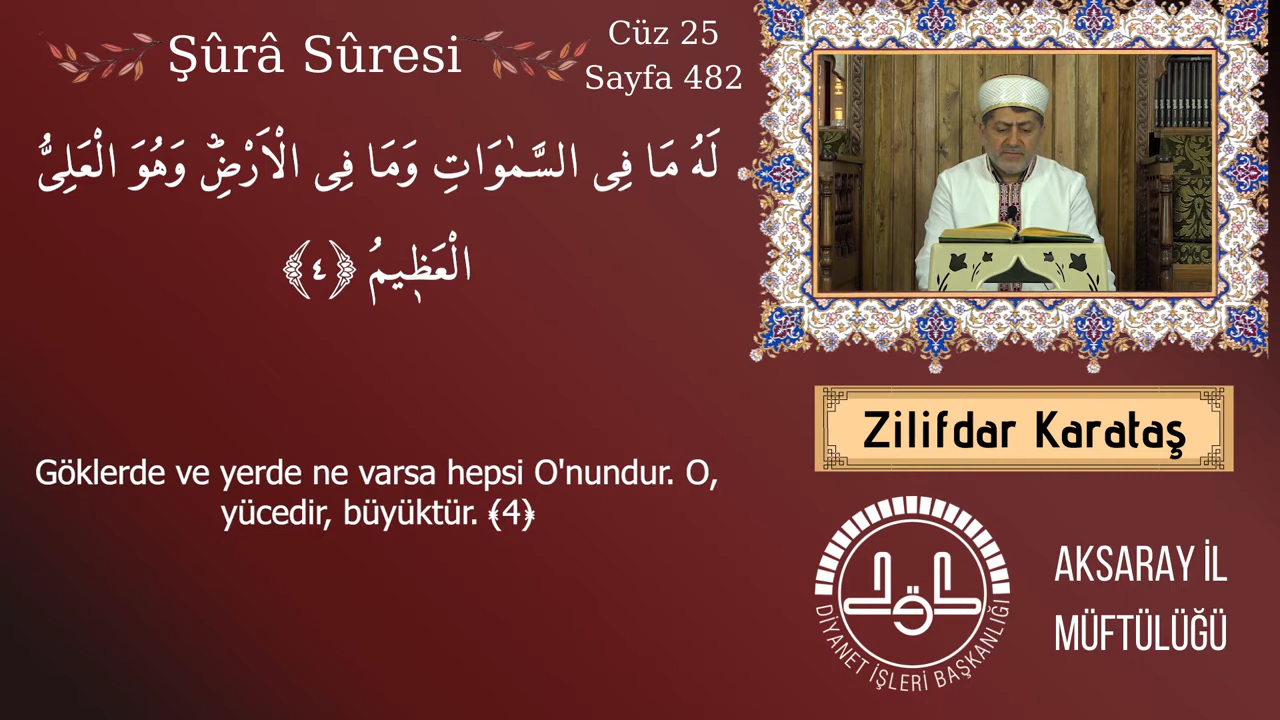 Şûrâ Sûresi
Cüz 25
Sayfa 482
لَهُ مَا فِى السَّمٰوَاتِ وَمَا فِى الْاَرْضِۜ وَهُوَ الْعَلِىُّ
الْعَظ۪يمُ ﴿٤﴾
Göklerde ve yerde ne varsa hepsi O'nundur. O,
yücedir, büyüktür. ﴾4﴿
Zilifdar Karataş
DİYANET İŞLERİ BAŞKANLIĞI
AKSARAY İL
MÜFTÜLÜĞÜ